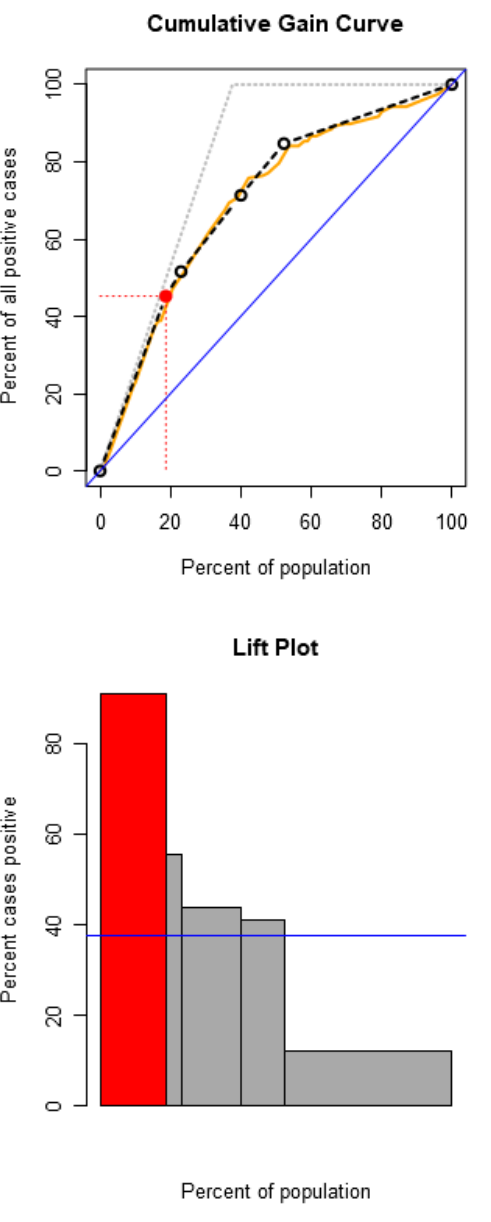 Cumulative Gain Curve
Percent of all positive cases
100
80
60
40
20
0
0 20 40 60 80 100
Percent of population
Lift Plot
Percent cases positive
80
60
40
20
0
Percent of population